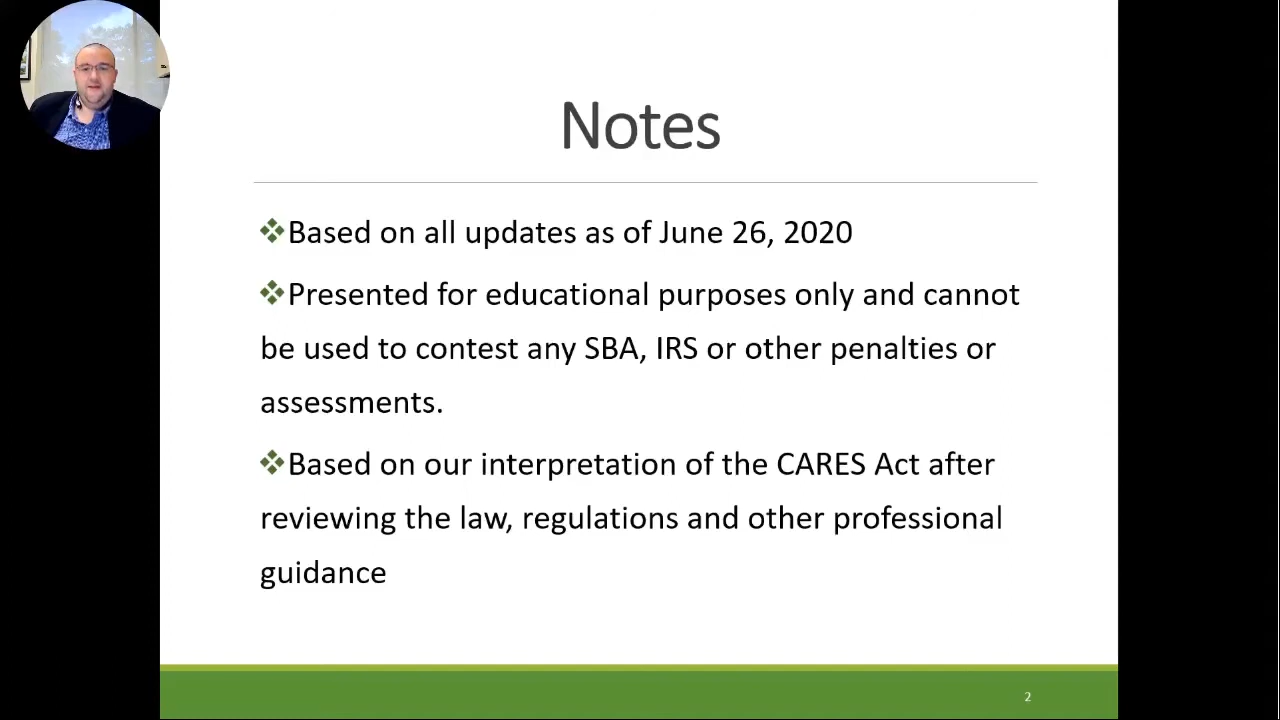 Notes
❖Based on all updates as of June 26, 2020
❖Presented for educational purposes only and cannot
be used to contest any SBA, IRS or other penalties or
assessments.
❖Based on our interpretation of the CARES Act after
reviewing the law, regulations and other professional
guidance
2